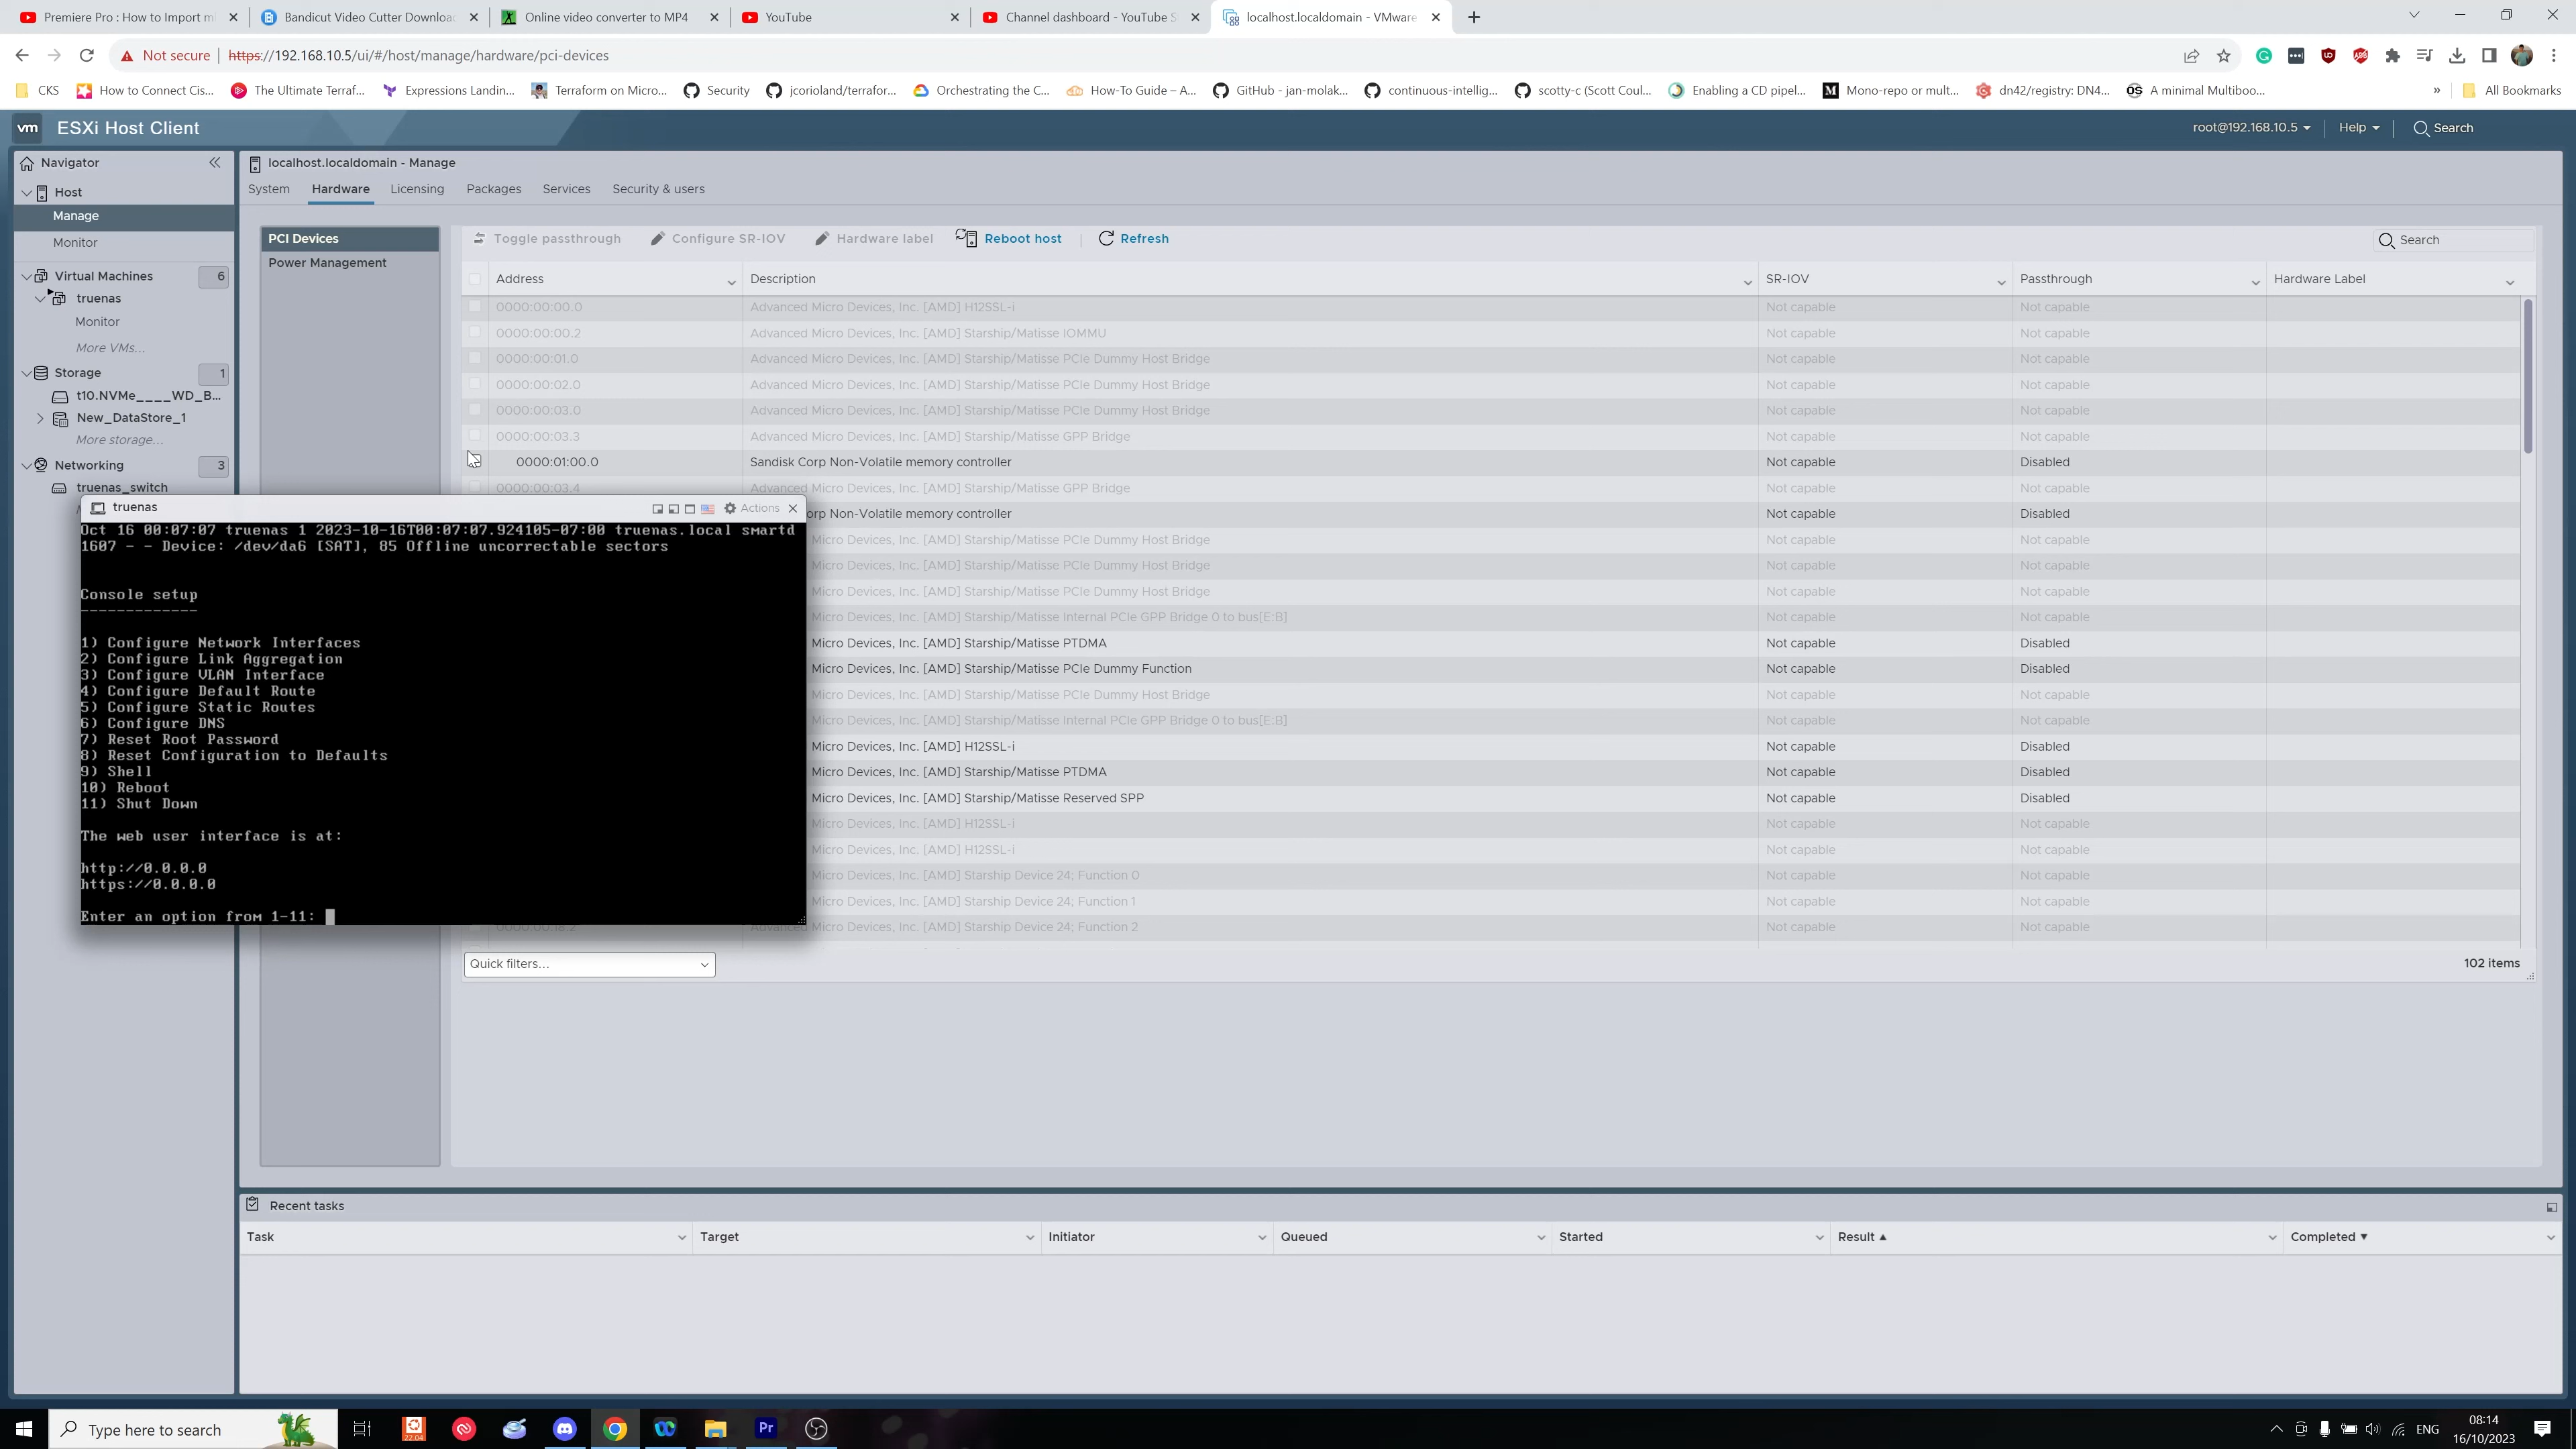 Premiere Pro : How to Import mi
Bandicut Video Cutter Downloa
Online video converter to MP4
YouTube
Channel dashboard - YouTube S
localhost.localdomain - VMware
Not secure
https://192.168.10.5/ui/#/host/manage/hardware/pci-devices
CKS
How to Connect Cis...
The Ultimate Terraf...
Expressions Landin...
Terraform on Micro...
Security
jcorioland/terrafor...
Orchestrating the C...
How-To Guide – A...
GitHub - jan-molak...
continuous-intellig...
scotty-c (Scott Coul...
Enabling a CD pipel...
Mono-repo or mult...
dn42/registry: DN4...
A minimal Multiboo...
»
All Bookmarks
vm
ESXi Host Client
root@192.168.10.5
Help
Search
Navigator
Host
Manage
Monitor
Virtual Machines
6
truenas
Monitor
More VMs...
Storage
1
t10.NVMe____WD_B...
New_DataStore_1
More storage...
Networking
3
truenas_switch
localhost.localdomain - Manage
System
Hardware
Licensing
Packages
Services
Security & users
PCI Devices
Power Management
Toggle passthrough
Configure SR-IOV
Hardware label
Reboot host
Refresh
Search
Address Description SR-IOV Passthrough Hardware Label
0000:00:00.0 Advanced Micro Devices, Inc. [AMD] H12SSL-i Not capable Not capable
0000:00:00.2 Advanced Micro Devices, Inc. [AMD] Starship/Matisse IOMMU Not capable Not capable
0000:00:01.0 Advanced Micro Devices, Inc. [AMD] Starship/Matisse PCIe Dummy Host Bridge Not capable Not capable
0000:00:02.0 Advanced Micro Devices, Inc. [AMD] Starship/Matisse PCIe Dummy Host Bridge Not capable Not capable
0000:00:03.0 Advanced Micro Devices, Inc. [AMD] Starship/Matisse PCIe Dummy Host Bridge Not capable Not capable
0000:00:03.3 Advanced Micro Devices, Inc. [AMD] Starship/Matisse GPP Bridge Not capable Not capable
0000:01:00.0 Sandisk Corp Non-Volatile memory controller Not capable Disabled
0000:00:03.4 Advanced Micro Devices, Inc. [AMD] Starship/Matisse GPP Bridge Not capable Not capable
orp Non-Volatile memory controller Not capable Disabled
Micro Devices, Inc. [AMD] Starship/Matisse PCIe Dummy Host Bridge Not capable Not capable
Micro Devices, Inc. [AMD] Starship/Matisse PCIe Dummy Host Bridge Not capable Not capable
Micro Devices, Inc. [AMD] Starship/Matisse PCIe Dummy Host Bridge Not capable Not capable
Micro Devices, Inc. [AMD] Starship/Matisse Internal PCIe GPP Bridge 0 to bus[E:B] Not capable Not capable
Micro Devices, Inc. [AMD] Starship/Matisse PTDMA Not capable Disabled
Micro Devices, Inc. [AMD] Starship/Matisse PCIe Dummy Function Not capable Disabled
Micro Devices, Inc. [AMD] Starship/Matisse PCIe Dummy Host Bridge Not capable Not capable
Micro Devices, Inc. [AMD] Starship/Matisse Internal PCIe GPP Bridge 0 to bus[E:B] Not capable Not capable
Micro Devices, Inc. [AMD] H12SSL-i Not capable Disabled
Micro Devices, Inc. [AMD] Starship/Matisse PTDMA Not capable Disabled
Micro Devices, Inc. [AMD] Starship/Matisse Reserved SPP Not capable Disabled
Micro Devices, Inc. [AMD] H12SSL-i Not capable Not capable
Micro Devices, Inc. [AMD] H12SSL-i Not capable Not capable
Micro Devices, Inc. [AMD] Starship Device 24; Function 0 Not capable Not capable
Micro Devices, Inc. [AMD] Starship Device 24; Function 1 Not capable Not capable
0000:00:18.2 Advanced Micro Devices, Inc. [AMD] Starship Device 24; Function 2 Not capable Not capable
Quick filters...
102 items
truenas
Actions
Oct 16 00:07:07 truenas 1 2023-10-16T00:07:07.924105-07:00 truenas.local smartd
1607 - - Device: /dev/da6 [SAT], 85 Offline uncorrectable sectors
Console setup
-------------
1) Configure Network Interfaces
2) Configure Link Aggregation
3) Configure VLAN Interface
4) Configure Default Route
5) Configure Static Routes
6) Configure DNS
7) Reset Root Password
8) Reset Configuration to Defaults
9) Shell
10) Reboot
11) Shut Down
The web user interface is at:
http://0.0.0.0
https://0.0.0.0
Enter an option from 1-11:
Recent tasks
Task Target Initiator Queued Started Result Completed
Type here to search
22.04
Pr
ENG
08:14
16/10/2023